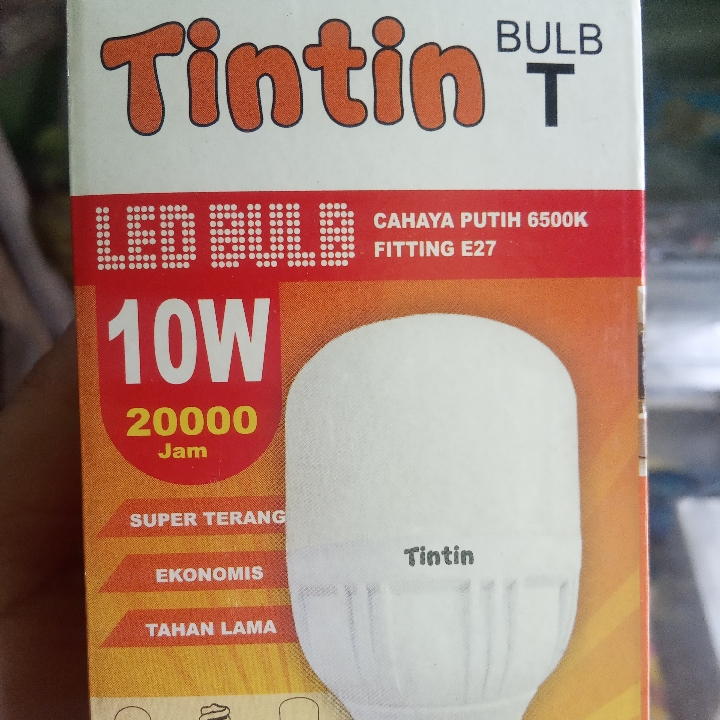 Tintin
BULB
T
LED BULB
CAHAYA PUTIH 6500K
FITTING E27
10W
20000
Jam
SUPER TERANG
EKONOMIS
TAHAN LAMA
Tintin